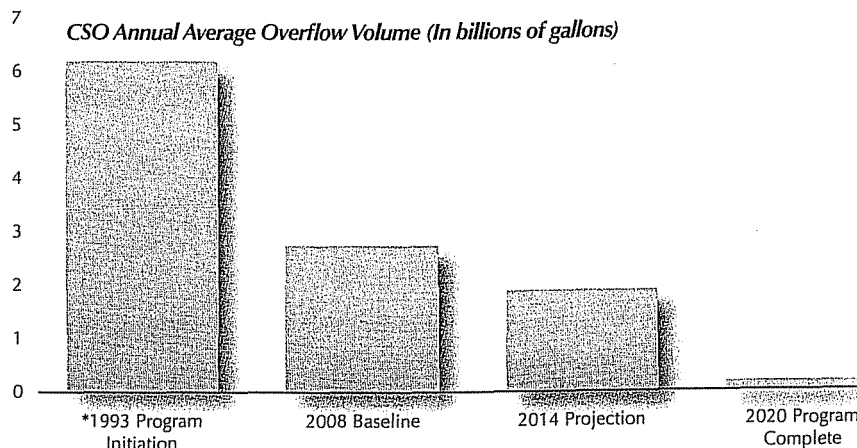 7
CSO Annual Average Overflow Volume (In billions of gallons)
6
5
4
3
2
1
0
*1993 Program
Initiation
2008 Baseline
2014 Projection
2020 Program
Complete